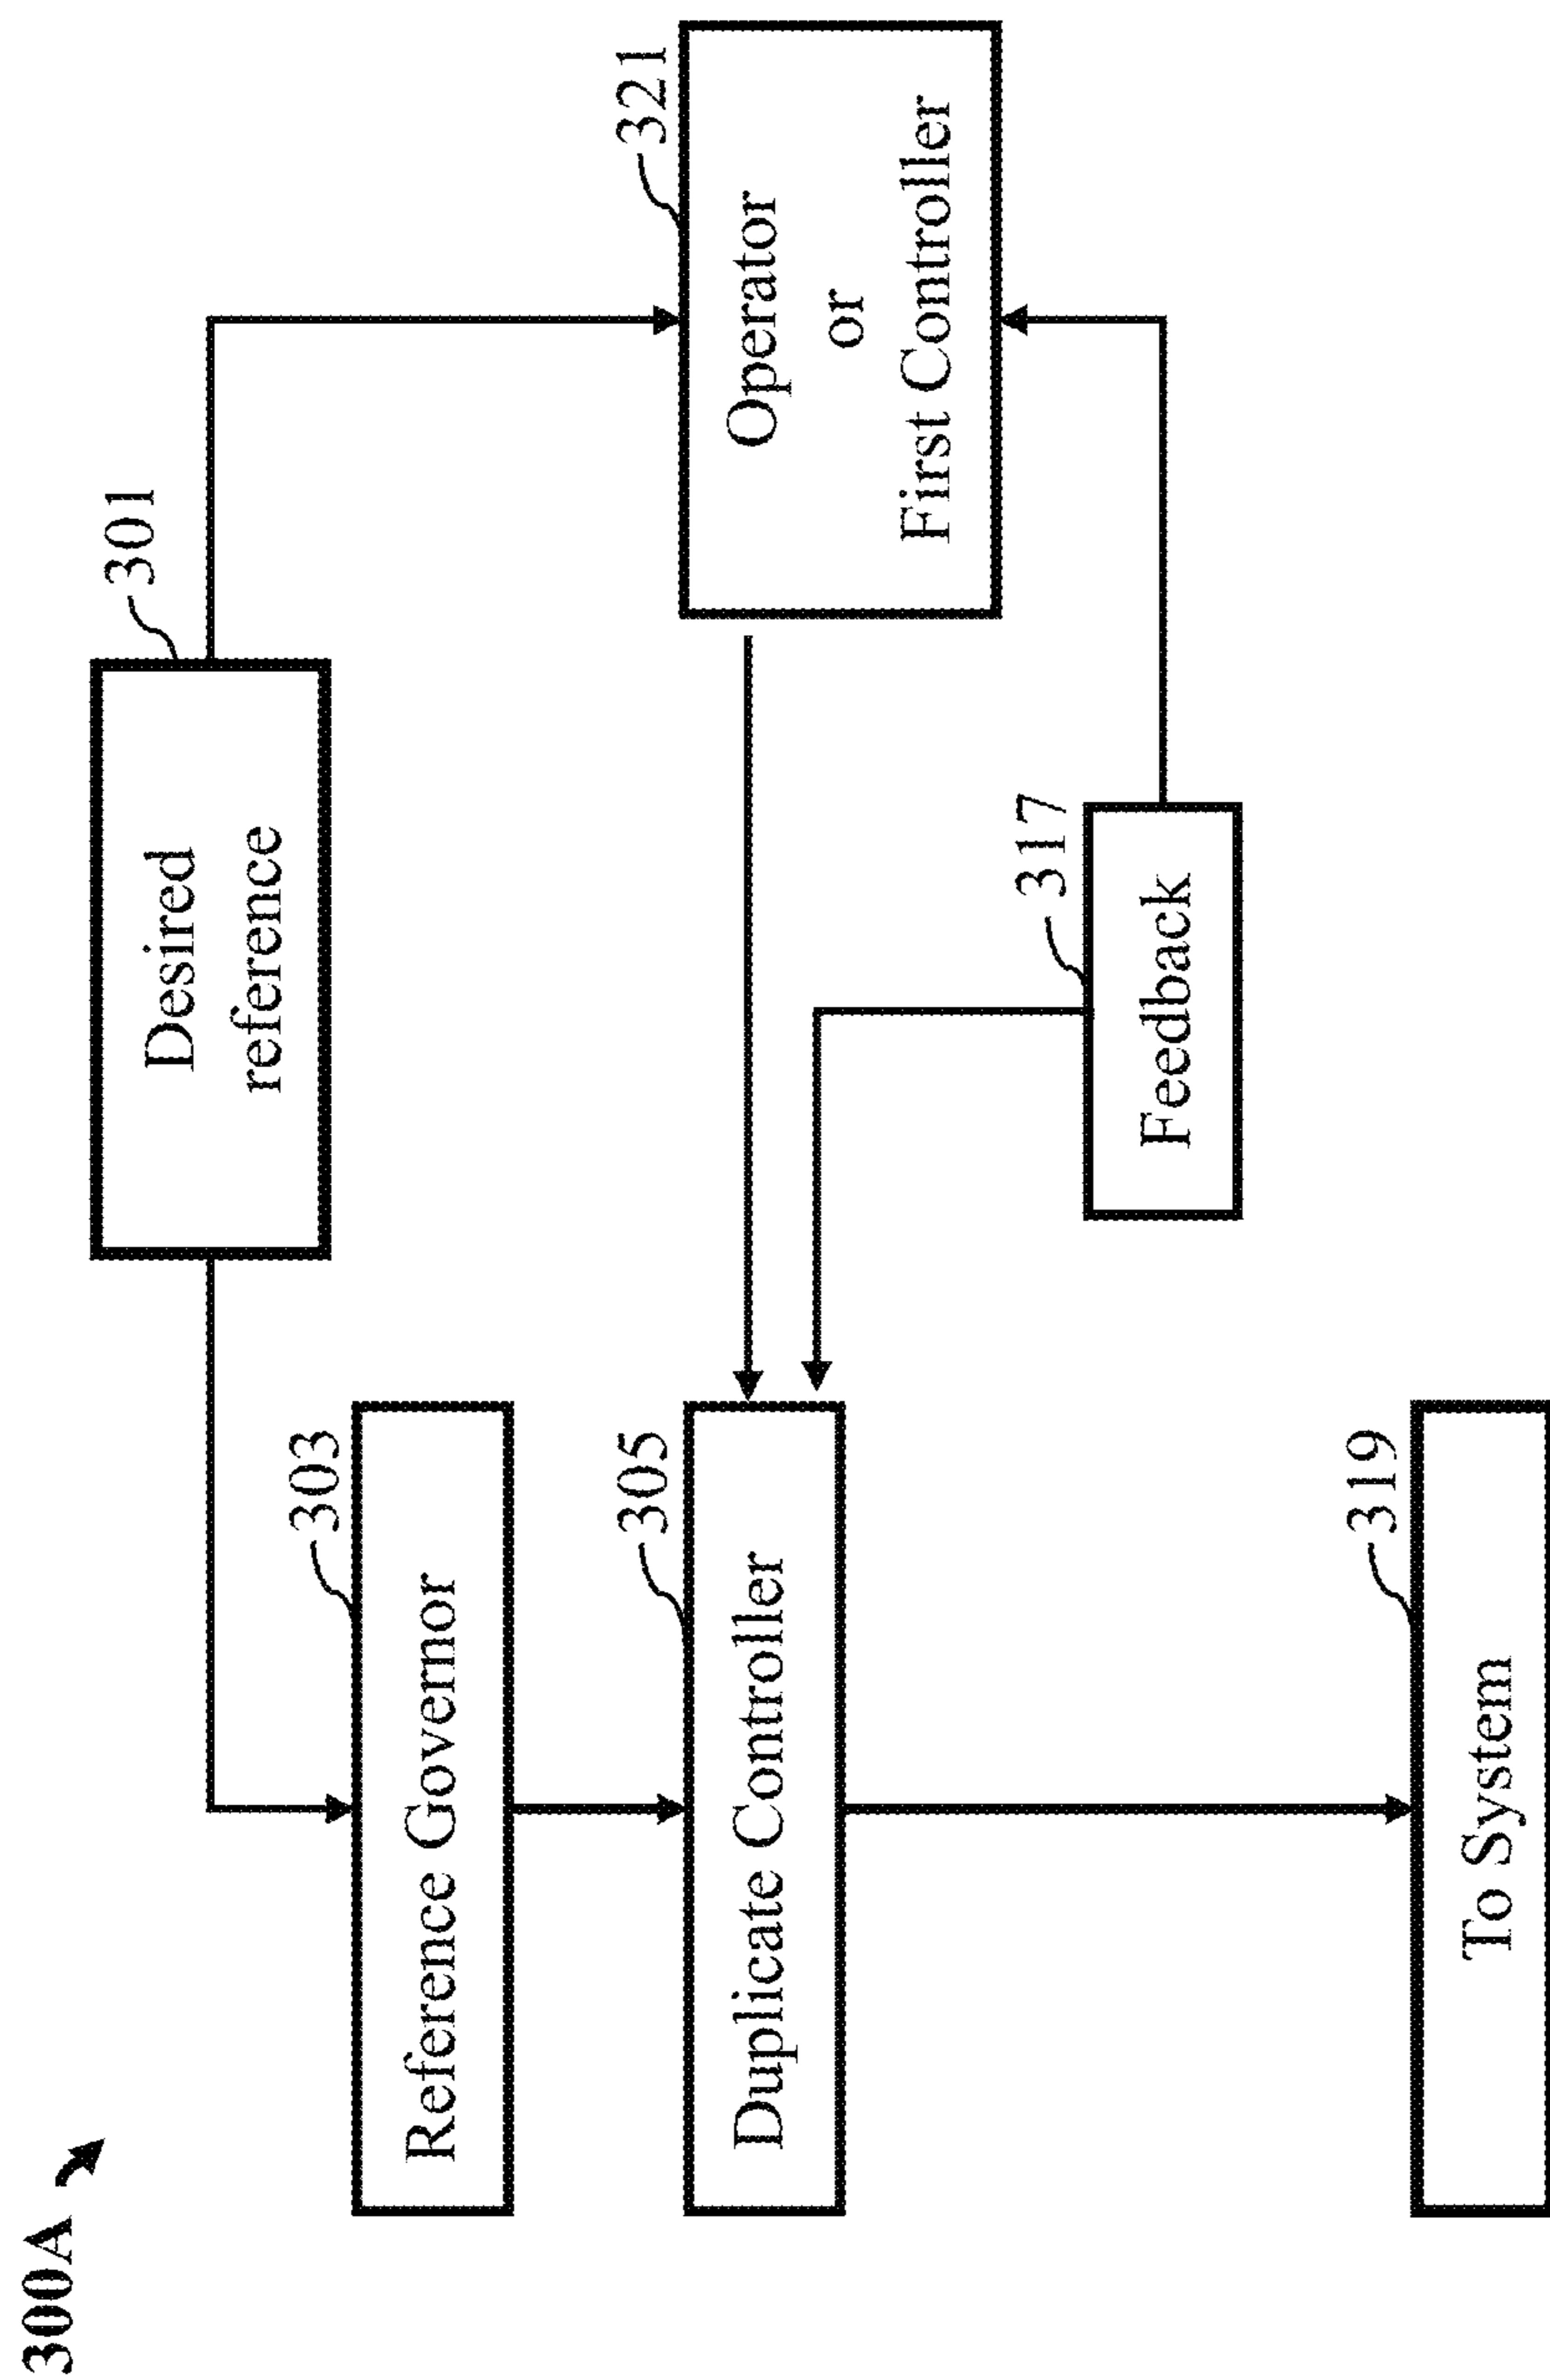 300A
301
Desired
reference
303
Reference Governor
305
Duplicate Controller
321
Operator
or
First Controller
317
Feedback
319
To System